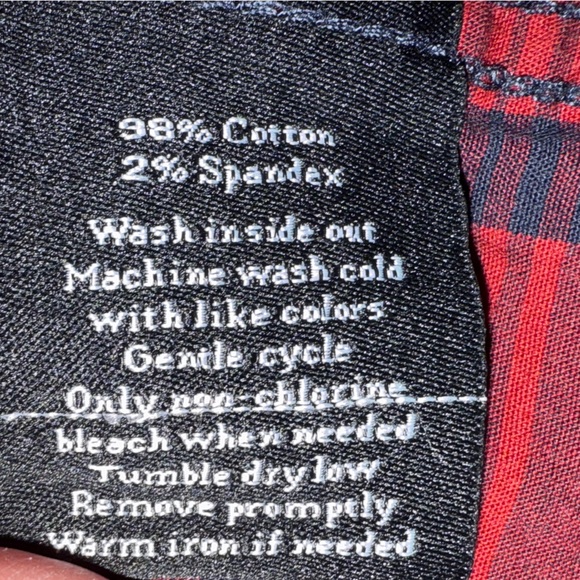 98% Cotton
2% Spandex
Wash inside out
Machine wash cold
with like colors
Gentle cycle
Only non-chlorine
bleach when needed
Tumble dry low
Remove promptly
Warm iron if needed